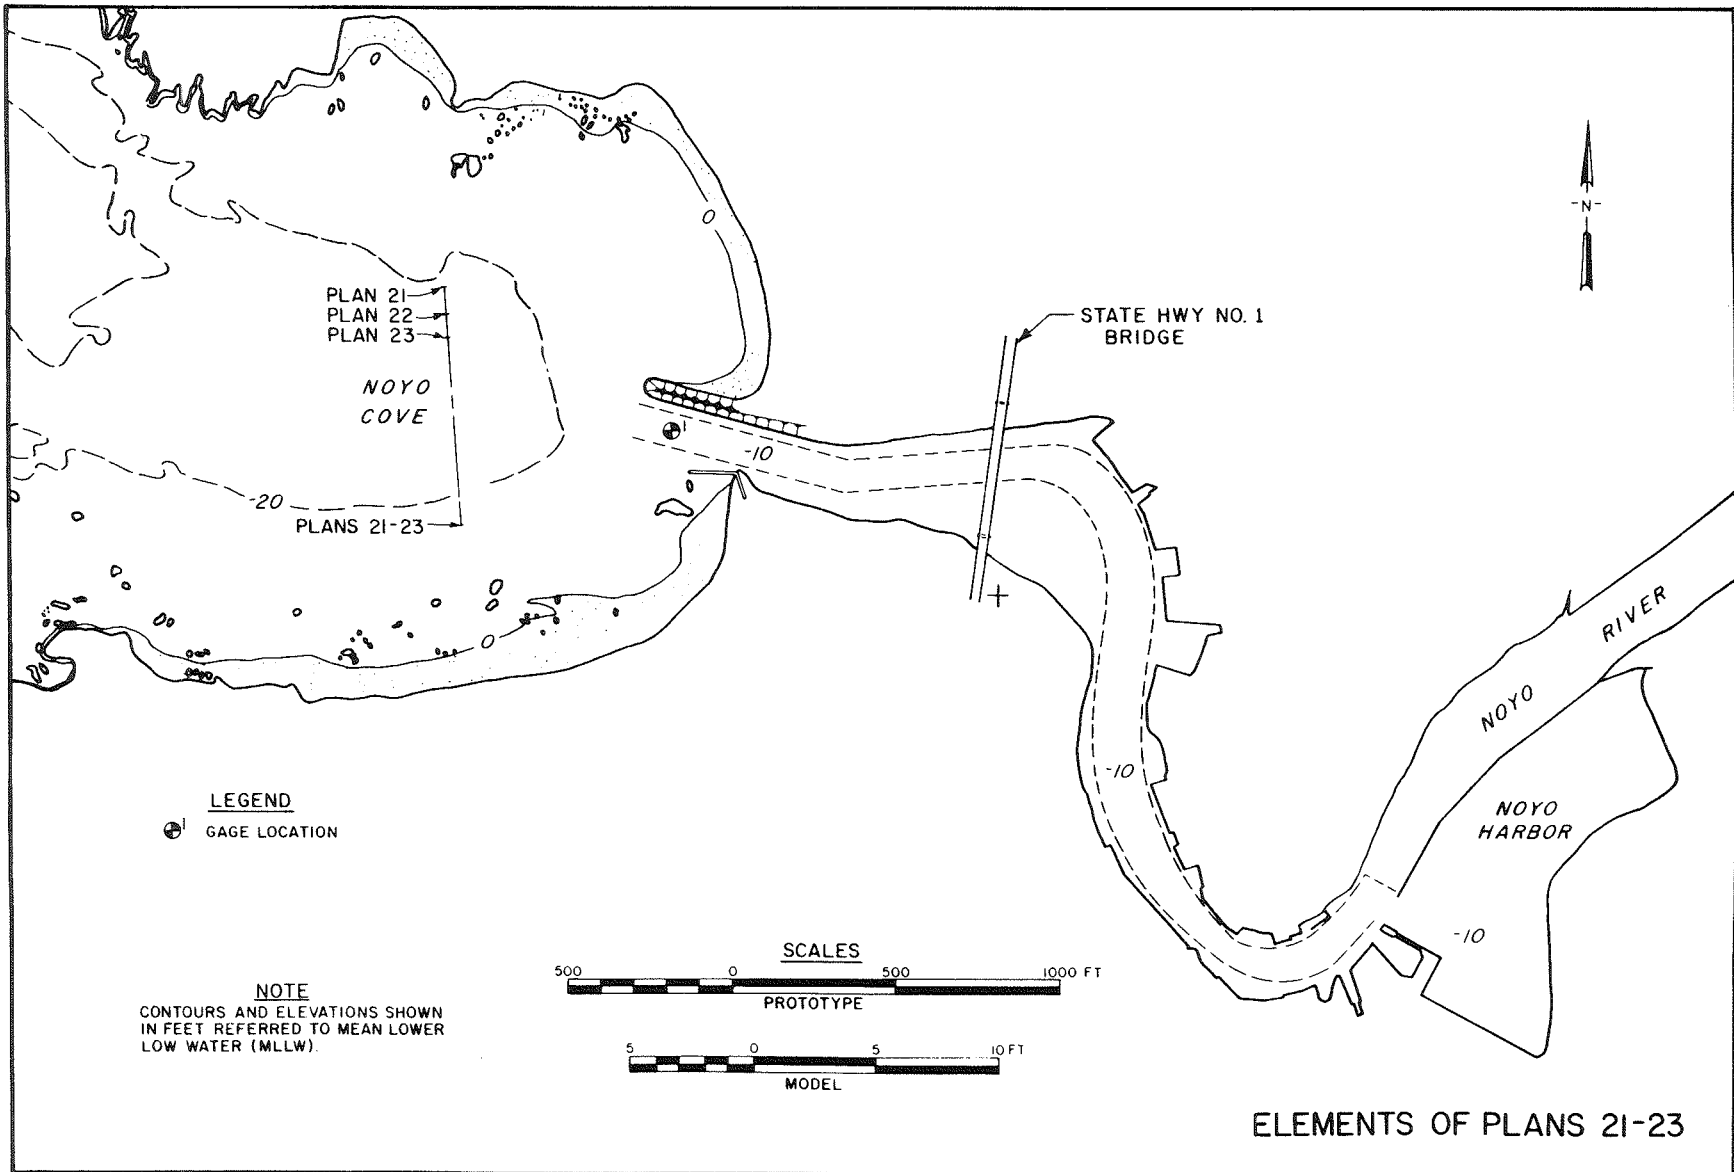 0
0
-N-
PLAN 21
PLAN 22
PLAN 23
STATE HWY NO. 1
BRIDGE
NOYO
COVE
1
-10
-20
PLANS 21-23
0
NOYO RIVER
-10
LEGEND
1 GAGE LOCATION
NOYO
HARBOR
-10
SCALES
500 0 500 1000 FT
PROTOTYPE
NOTE
CONTOURS AND ELEVATIONS SHOWN
IN FEET REFERRED TO MEAN LOWER
LOW WATER (MLLW).
5 0 5 10 FT
MODEL
ELEMENTS OF PLANS 21-23